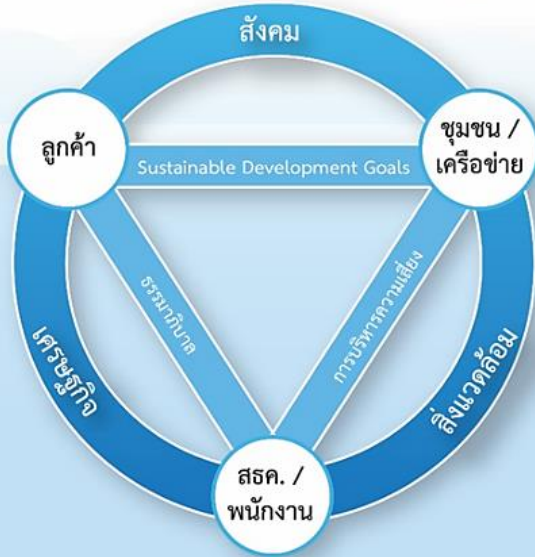 สังคม
ลูกค้า
ชุมชน /
เครือข่าย
Sustainable Development Goals
ธรรมาภิบาล
การบริหารความเสี่ยง
เศรษฐกิจ
สิ่งแวดล้อม
สธค. /
พนักงาน